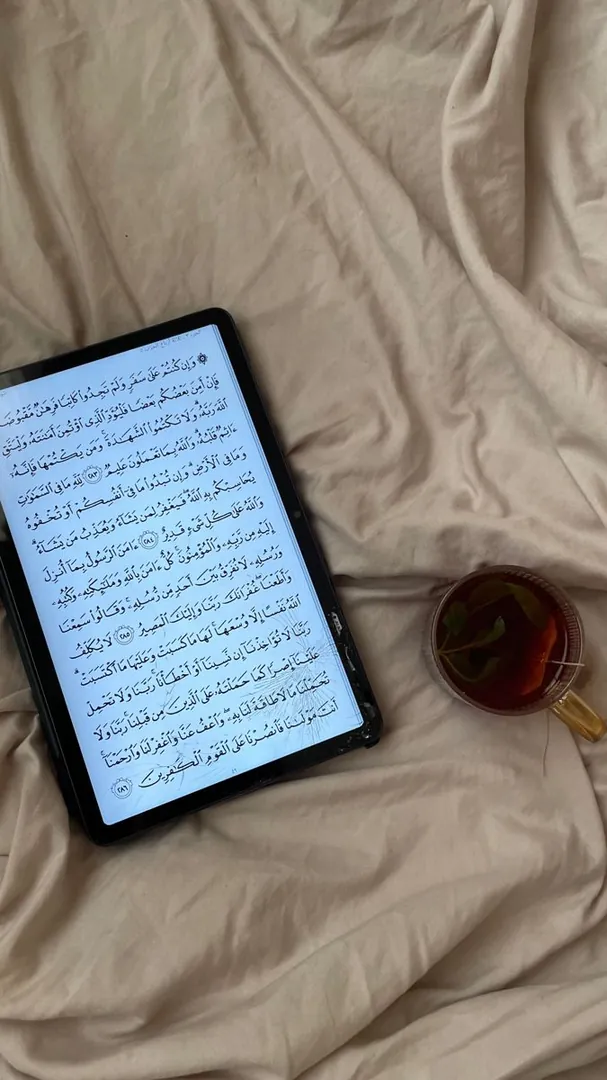 ۞ وَإِن كُنتُمْ عَلَىٰ سَفَرٍ وَلَمْ تَجِدُوا۟ كَاتِبًا فَرِهَٰنٌ مَّقْبُوضَ
فَإِنْ أَمِنَ بَعْضُكُم بَعْضًا فَلْيُؤَدِّ ٱلَّذِى ٱؤْتُمِنَ أَمَٰنَتَهُۥ وَلْيَتَّقِ
ٱللَّهَ رَبَّهُۥ وَلَا تَكْتُمُوا۟ ٱلشَّهَٰدَةَ وَمَن يَكْتُمْهَا فَإِنَّهُۥٓ
ءَاثِمٌ قَلْبُهُۥ وَٱللَّهُ بِمَا تَعْمَلُونَ عَلِيمٌ ٢٨٣ لِّلَّهِ مَا فِى ٱلسَّمَٰوَٰتِ
وَمَا فِى ٱلْأَرْضِ وَإِن تُبْدُوا۟ مَا فِىٓ أَنفُسِكُمْ أَوْ تُخْفُوهُ
يُحَاسِبْكُم بِهِ ٱللَّهُ فَيَغْفِرُ لِمَن يَشَآءُ وَيُعَذِّبُ مَن يَشَآءُ
وَٱللَّهُ عَلَىٰ كُلِّ شَىْءٍ قَدِيرٌ ٢٨٤ ءَامَنَ ٱلرَّسُولُ بِمَآ أُنزِلَ
إِلَيْهِ مِن رَّبِّهِۦ وَٱلْمُؤْمِنُونَ كُلٌّ ءَامَنَ بِٱللَّهِ وَمَلَٰٓئِكَتِهِۦ وَكُتُبِهِۦ
وَرُسُلِهِۦ لَا نُفَرِّقُ بَيْنَ أَحَدٍ مِّن رُّسُلِهِۦ وَقَالُوا۟ سَمِعْنَا
وَأَطَعْنَا غُفْرَانَكَ رَبَّنَا وَإِلَيْكَ ٱلْمَصِيرُ ٢٨٥ لَا يُكَلِّفُ
ٱللَّهُ نَفْسًا إِلَّا وُسْعَهَا لَهَا مَا كَسَبَتْ وَعَلَيْهَا مَا ٱكْتَسَبَتْ
رَبَّنَا لَا تُؤَاخِذْنَآ إِن نَّسِينَآ أَوْ أَخْطَأْنَا رَبَّنَا وَلَا تَحْمِلْ
عَلَيْنَآ إِصْرًا كَمَا حَمَلْتَهُۥ عَلَى ٱلَّذِينَ مِن قَبْلِنَا رَبَّنَا وَلَا
تُحَمِّلْنَا مَا لَا طَاقَةَ لَنَا بِهِۦ وَٱعْفُ عَنَّا وَٱغْفِرْ لَنَا وَٱرْحَمْنَآ
أَنتَ مَوْلَىٰنَا فَٱنصُرْنَا عَلَى ٱلْقَوْمِ ٱلْكَٰفِرِينَ ٢٨٦